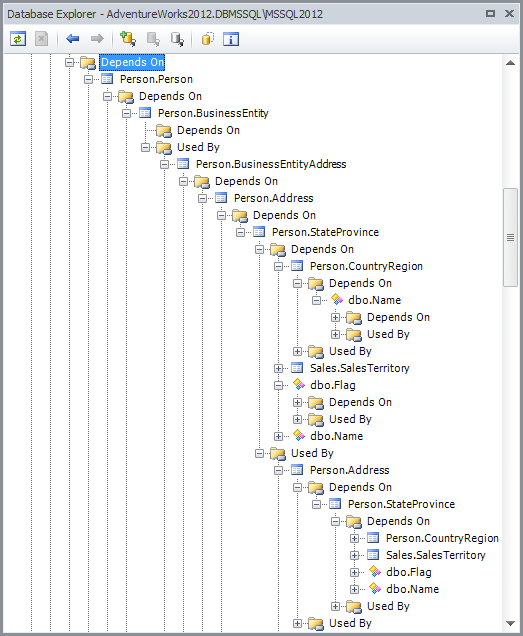 Database Explorer - AdventureWorks2012.DBMSSQL\MSSQL2012
Depends On
Person.Person
Depends On
Person.BusinessEntity
Depends On
Used By
Person.BusinessEntityAddress
Depends On
Person.Address
Depends On
Person.StateProvince
Depends On
Person.CountryRegion
Depends On
dbo.Name
Depends On
Used By
Used By
Sales.SalesTerritory
dbo.Flag
Depends On
Used By
dbo.Name
Used By
Person.Address
Depends On
Person.StateProvince
Depends On
Person.CountryRegion
Sales.SalesTerritory
dbo.Flag
dbo.Name
Used By
Used By